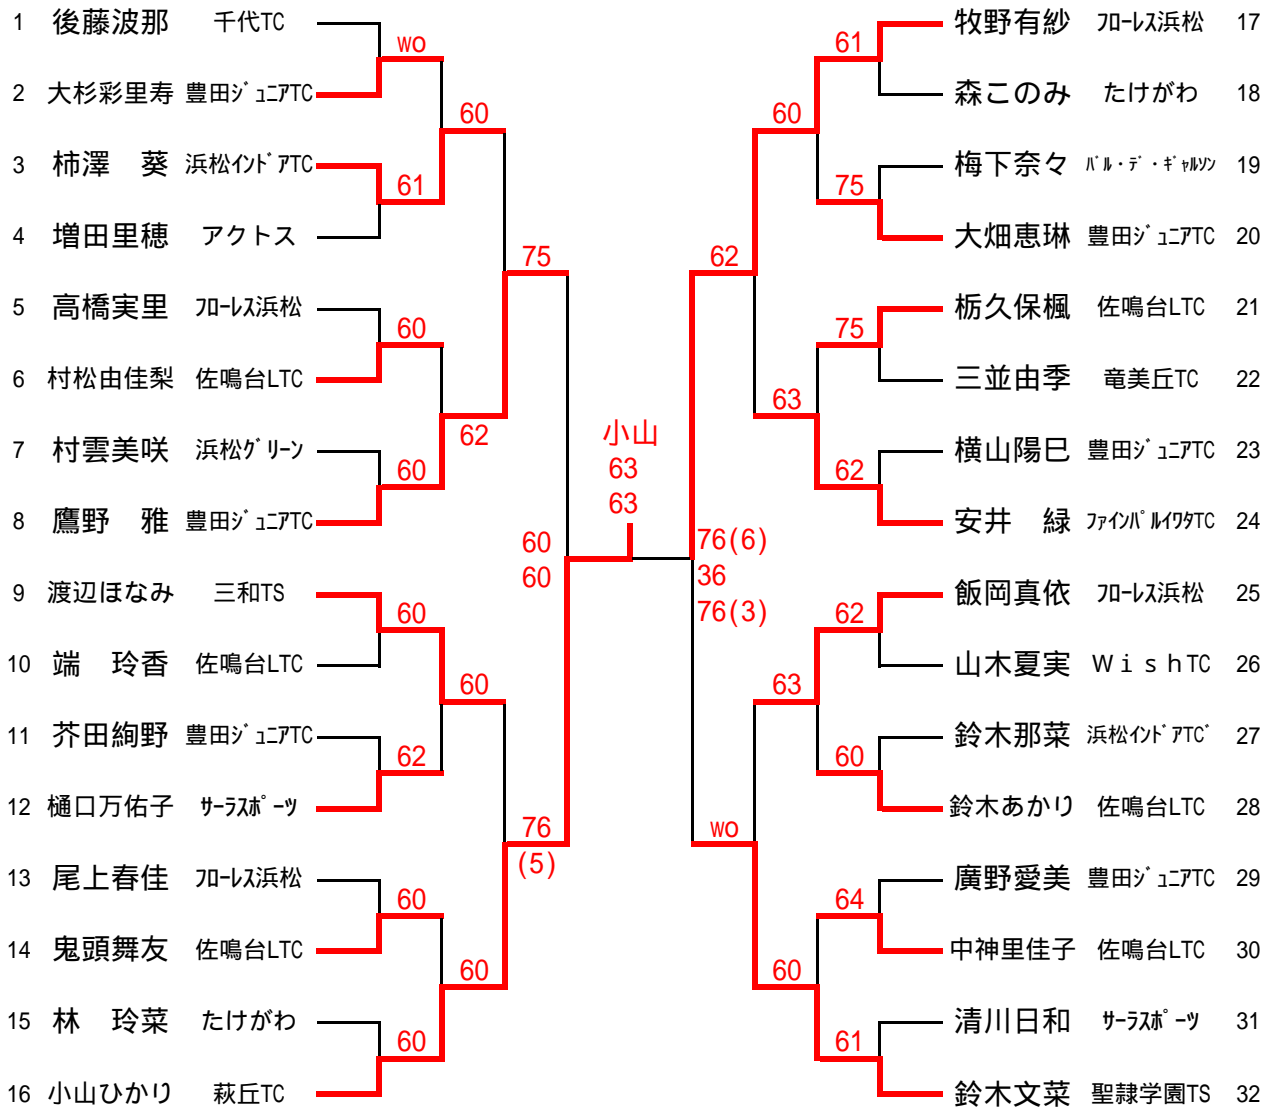 1 後藤波那 千代TC
2 大杉彩里寿 豊田ｼﾞｭﾆｱTC
3 柿澤　葵 浜松ｲﾝﾄﾞｱTC
4 増田里穂 アクトス
5 高橋実里 ﾌﾛｰﾚｽ浜松
6 村松由佳梨 佐鳴台LTC
7 村雲美咲 浜松ｸﾞﾘｰﾝ
8 鷹野　雅 豊田ｼﾞｭﾆｱTC
9 渡辺ほなみ 三和TS
10 端　玲香 佐鳴台LTC
11 芥田絢野 豊田ｼﾞｭﾆｱTC
12 樋口万佑子 ｻｰﾗｽﾎﾟｰﾂ
13 尾上春佳 ﾌﾛｰﾚｽ浜松
14 鬼頭舞友 佐鳴台LTC
15 林　玲菜 たけがわ
16 小山ひかり 萩丘TC
wo
61
60
60
60
62
60
60
60
62
60
60
75
76
(5)
60
60
小山
63
63
76(6)
36
76(3)
62
wo
60
63
63
60
61
75
75
62
62
60
64
61
牧野有紗 ﾌﾛｰﾚｽ浜松 17
森このみ たけがわ 18
梅下奈々 ﾊﾟﾙ・ﾃﾞ・ｷﾞｬﾙｿﾝ 19
大畑恵琳 豊田ｼﾞｭﾆｱTC 20
栃久保楓 佐鳴台LTC 21
三並由季 竜美丘TC 22
横山陽巳 豊田ｼﾞｭﾆｱTC 23
安井　緑 ﾌｧｲﾝﾊﾟﾙｲﾜﾀTC 24
飯岡真依 ﾌﾛｰﾚｽ浜松 25
山木夏実 ＷｉｓｈTC 26
鈴木那菜 浜松ｲﾝﾄﾞｱTCﾞ 27
鈴木あかり 佐鳴台LTC 28
廣野愛美 豊田ｼﾞｭﾆｱTC 29
中神里佳子 佐鳴台LTC 30
清川日和 ｻｰﾗｽﾎﾟｰﾂ 31
鈴木文菜 聖隷学園TS 32